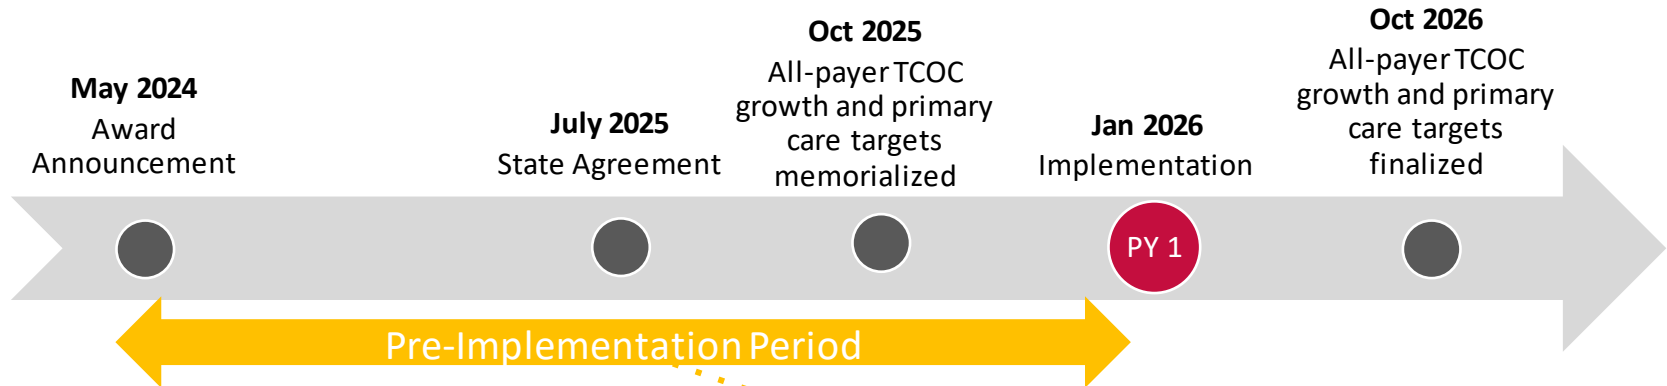 May 2024
Award
Announcement
July 2025
State Agreement
Oct 2025
All-payer TCOC
growth and primary
care targets
memorialized
Jan 2026
Implementation
Oct 2026
All-payer TCOC
growth and primary
care targets
finalized
PY 1
Pre-Implementation Period